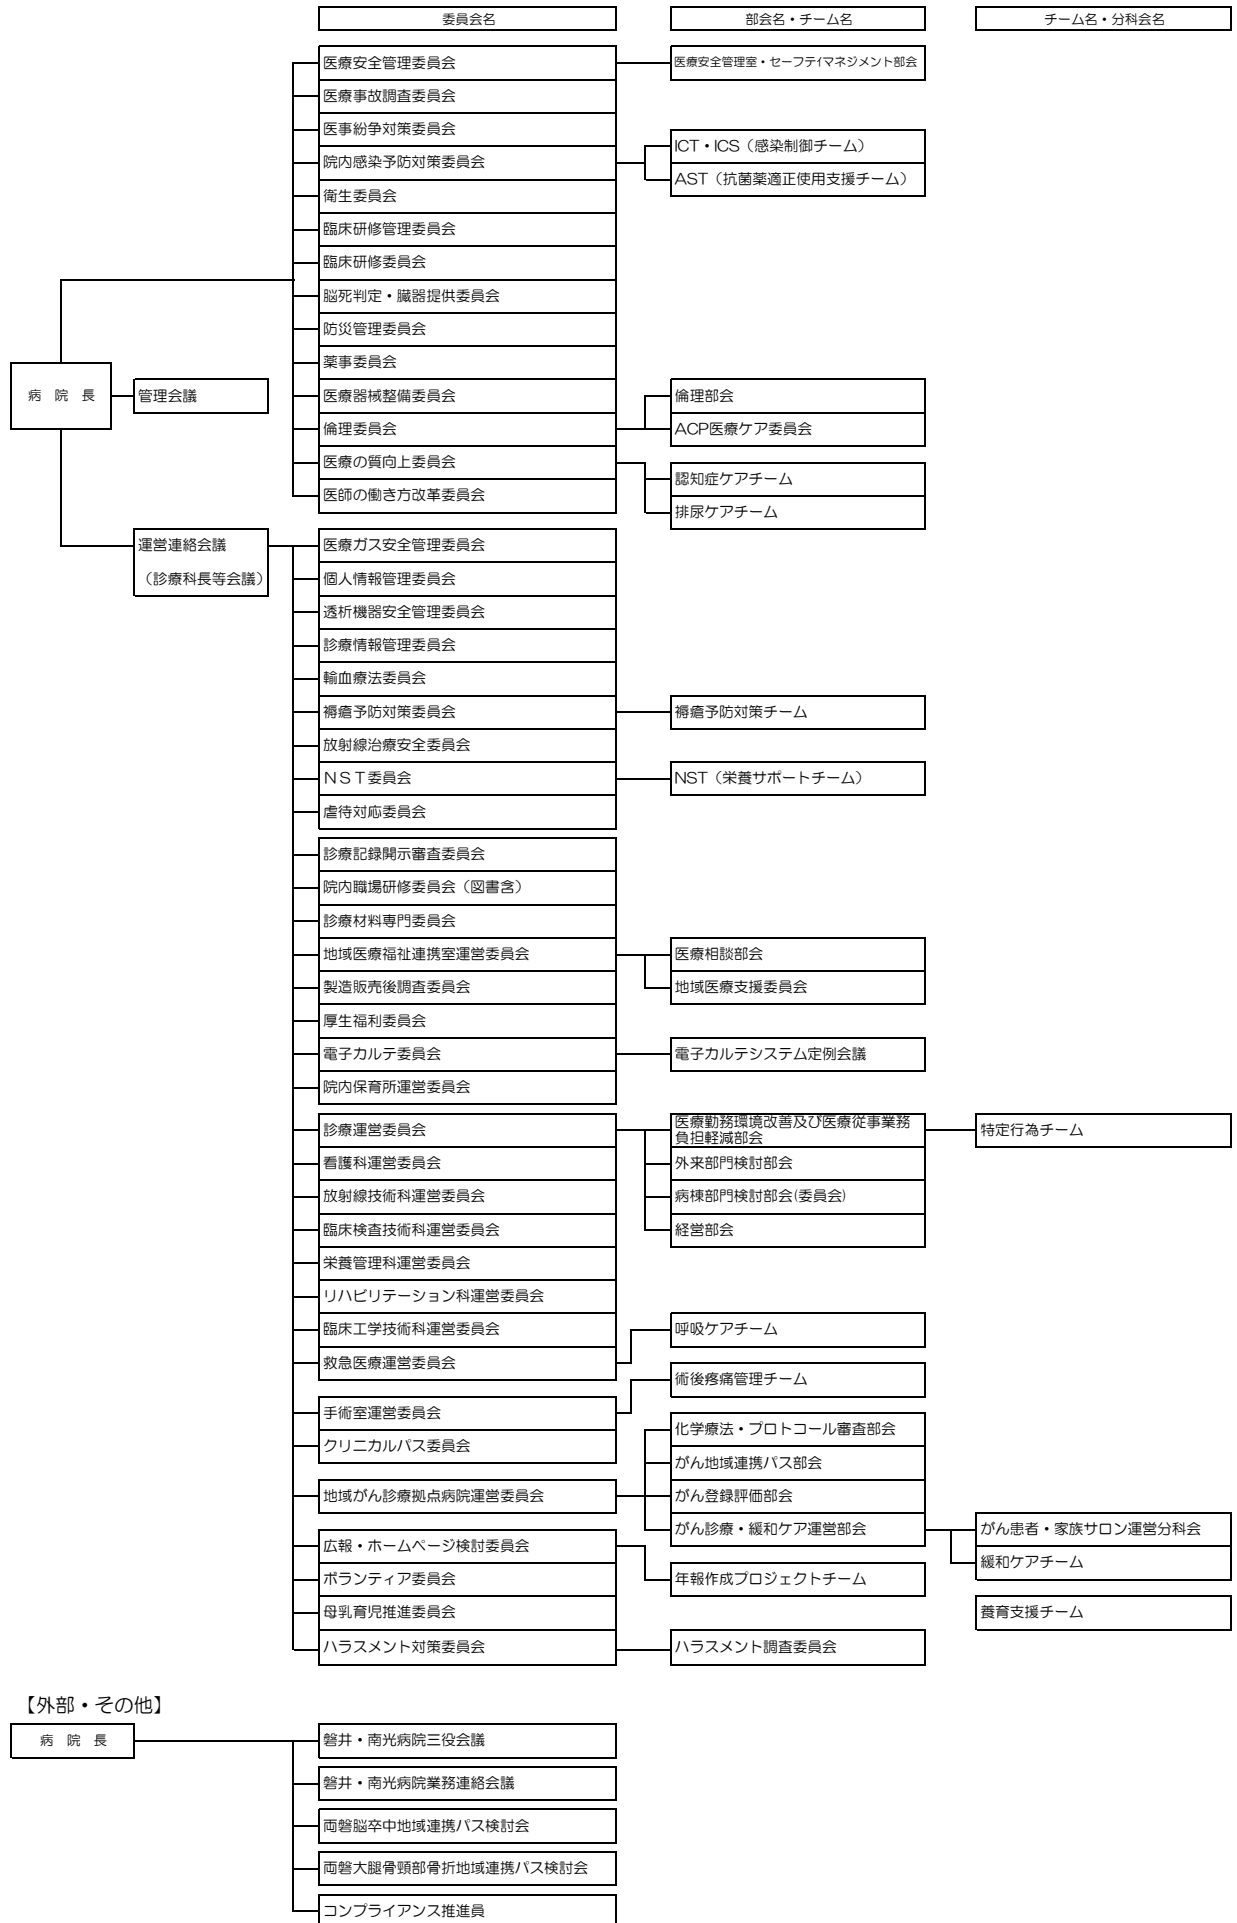 委員会名
部会名・チーム名
チーム名・分科会名
医療安全管理委員会
医療安全管理室・セーフティマネジメント部会
医療事故調査委員会
医事紛争対策委員会
ICT・ICS（感染制御チーム）
院内感染予防対策委員会
AST（抗菌薬適正使用支援チーム）
衛生委員会
臨床研修管理委員会
臨床研修委員会
脳死判定・臓器提供委員会
防災管理委員会
薬事委員会
病　院　長
管理会議
医療器械整備委員会
倫理部会
倫理委員会
ACP医療ケア委員会
医療の質向上委員会
認知症ケアチーム
医師の働き方改革委員会
排尿ケアチーム
運営連絡会議
（診療科長等会議）
医療ガス安全管理委員会
個人情報管理委員会
透析機器安全管理委員会
診療情報管理委員会
輸血療法委員会
褥瘡予防対策委員会
褥瘡予防対策チーム
放射線治療安全委員会
ＮＳＴ委員会
NST（栄養サポートチーム）
虐待対応委員会
診療記録開示審査委員会
院内職場研修委員会（図書含）
診療材料専門委員会
地域医療福祉連携室運営委員会
医療相談部会
製造販売後調査委員会
地域医療支援委員会
厚生福利委員会
電子カルテ委員会
電子カルテシステム定例会議
院内保育所運営委員会
診療運営委員会
医療勤務環境改善及び医療従事業務
負担軽減部会
特定行為チーム
看護科運営委員会
外来部門検討部会
放射線技術科運営委員会
病棟部門検討部会(委員会)
臨床検査技術科運営委員会
経営部会
栄養管理科運営委員会
リハビリテーション科運営委員会
臨床工学技術科運営委員会
呼吸ケアチーム
救急医療運営委員会
術後疼痛管理チーム
手術室運営委員会
化学療法・プロトコール審査部会
クリニカルパス委員会
がん地域連携パス部会
地域がん診療拠点病院運営委員会
がん登録評価部会
がん診療・緩和ケア運営部会
がん患者・家族サロン運営分科会
広報・ホームページ検討委員会
緩和ケアチーム
ボランティア委員会
年報作成プロジェクトチーム
母乳育児推進委員会
養育支援チーム
ハラスメント対策委員会
ハラスメント調査委員会
【外部・その他】
病　院　長
磐井・南光病院三役会議
磐井・南光病院業務連絡会議
両磐脳卒中地域連携パス検討会
両磐大腿骨頸部骨折地域連携パス検討会
コンプライアンス推進員